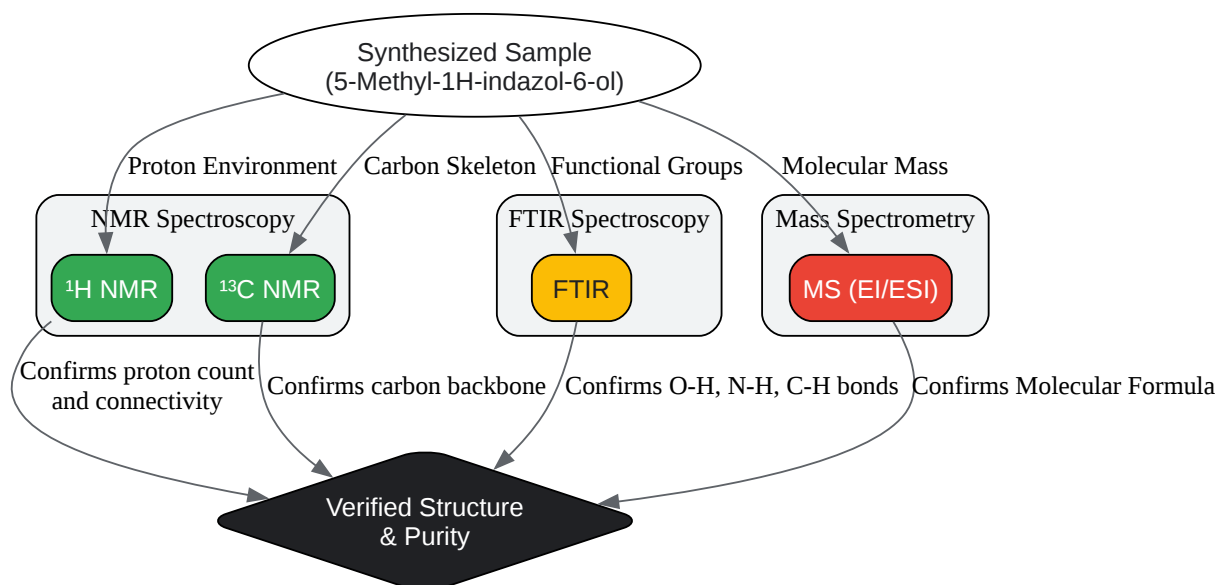 Synthesized Sample
(5-Methyl-1H-indazol-6-ol)
Proton Environment
Carbon Skeleton
Functional Groups
Molecular Mass
NMR Spectroscopy
FTIR Spectroscopy
Mass Spectrometry
¹H NMR
¹³C NMR
FTIR
MS (EI/ESI)
Confirms proton count
and connectivity
Confirms carbon backbone
Confirms O-H, N-H, C-H bonds
Confirms Molecular Formula
Verified Structure
& Purity